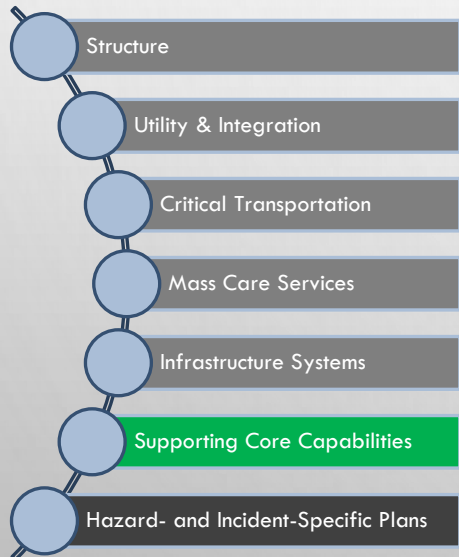 Structure
Utility & Integration
Critical Transportation
Mass Care Services
Infrastructure Systems
Supporting Core Capabilities
Hazard- and Incident-Specific Plans